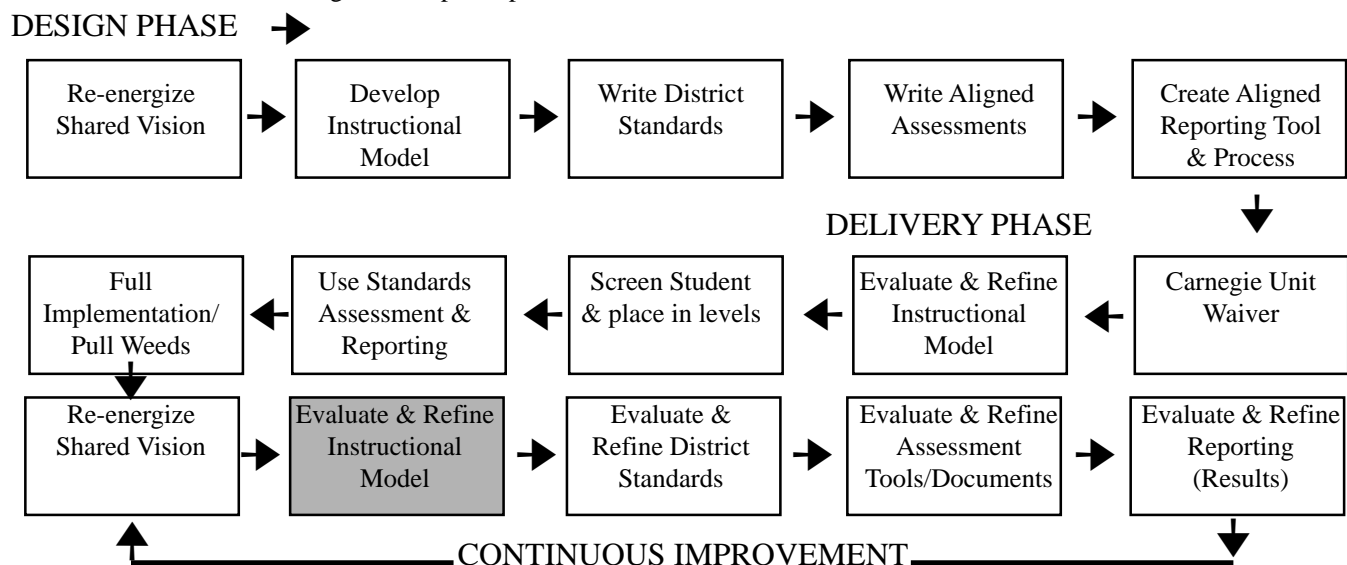 DESIGN PHASE
Re-energize
Shared Vision
Develop
Instructional
Model
Write District
Standards
Write Aligned
Assessments
Create Aligned
Reporting Tool
& Process
DELIVERY PHASE
Full
Implementation/
Pull Weeds
Use Standards
Assessment &
Reporting
Screen Student
& place in levels
Evaluate & Refine
Instructional
Model
Carnegie Unit
Waiver
Re-energize
Shared Vision
Evaluate & Refine
Instructional
Model
Evaluate &
Refine District
Standards
Evaluate & Refine
Assessment
Tools/Documents
Evaluate & Refine
Reporting
(Results)
CONTINUOUS IMPROVEMENT